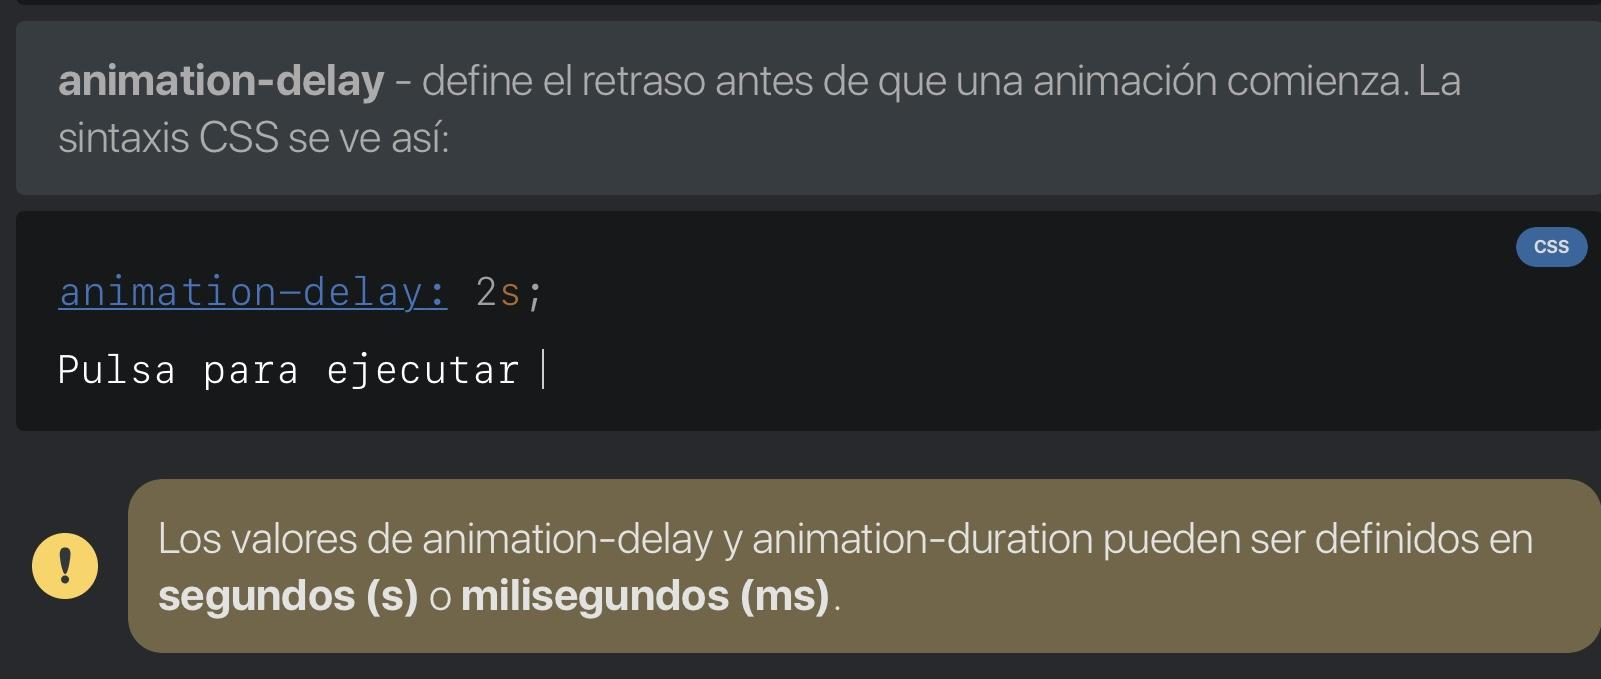 animation-delay - define el retraso antes de que una animación comienza. La
sintaxis CSS se ve así:
CSS
animation-delay: 2s;
Pulsa para ejecutar
Los valores de animation-delay y animation-duration pueden ser definidos en
segundos (s) o milisegundos (ms).